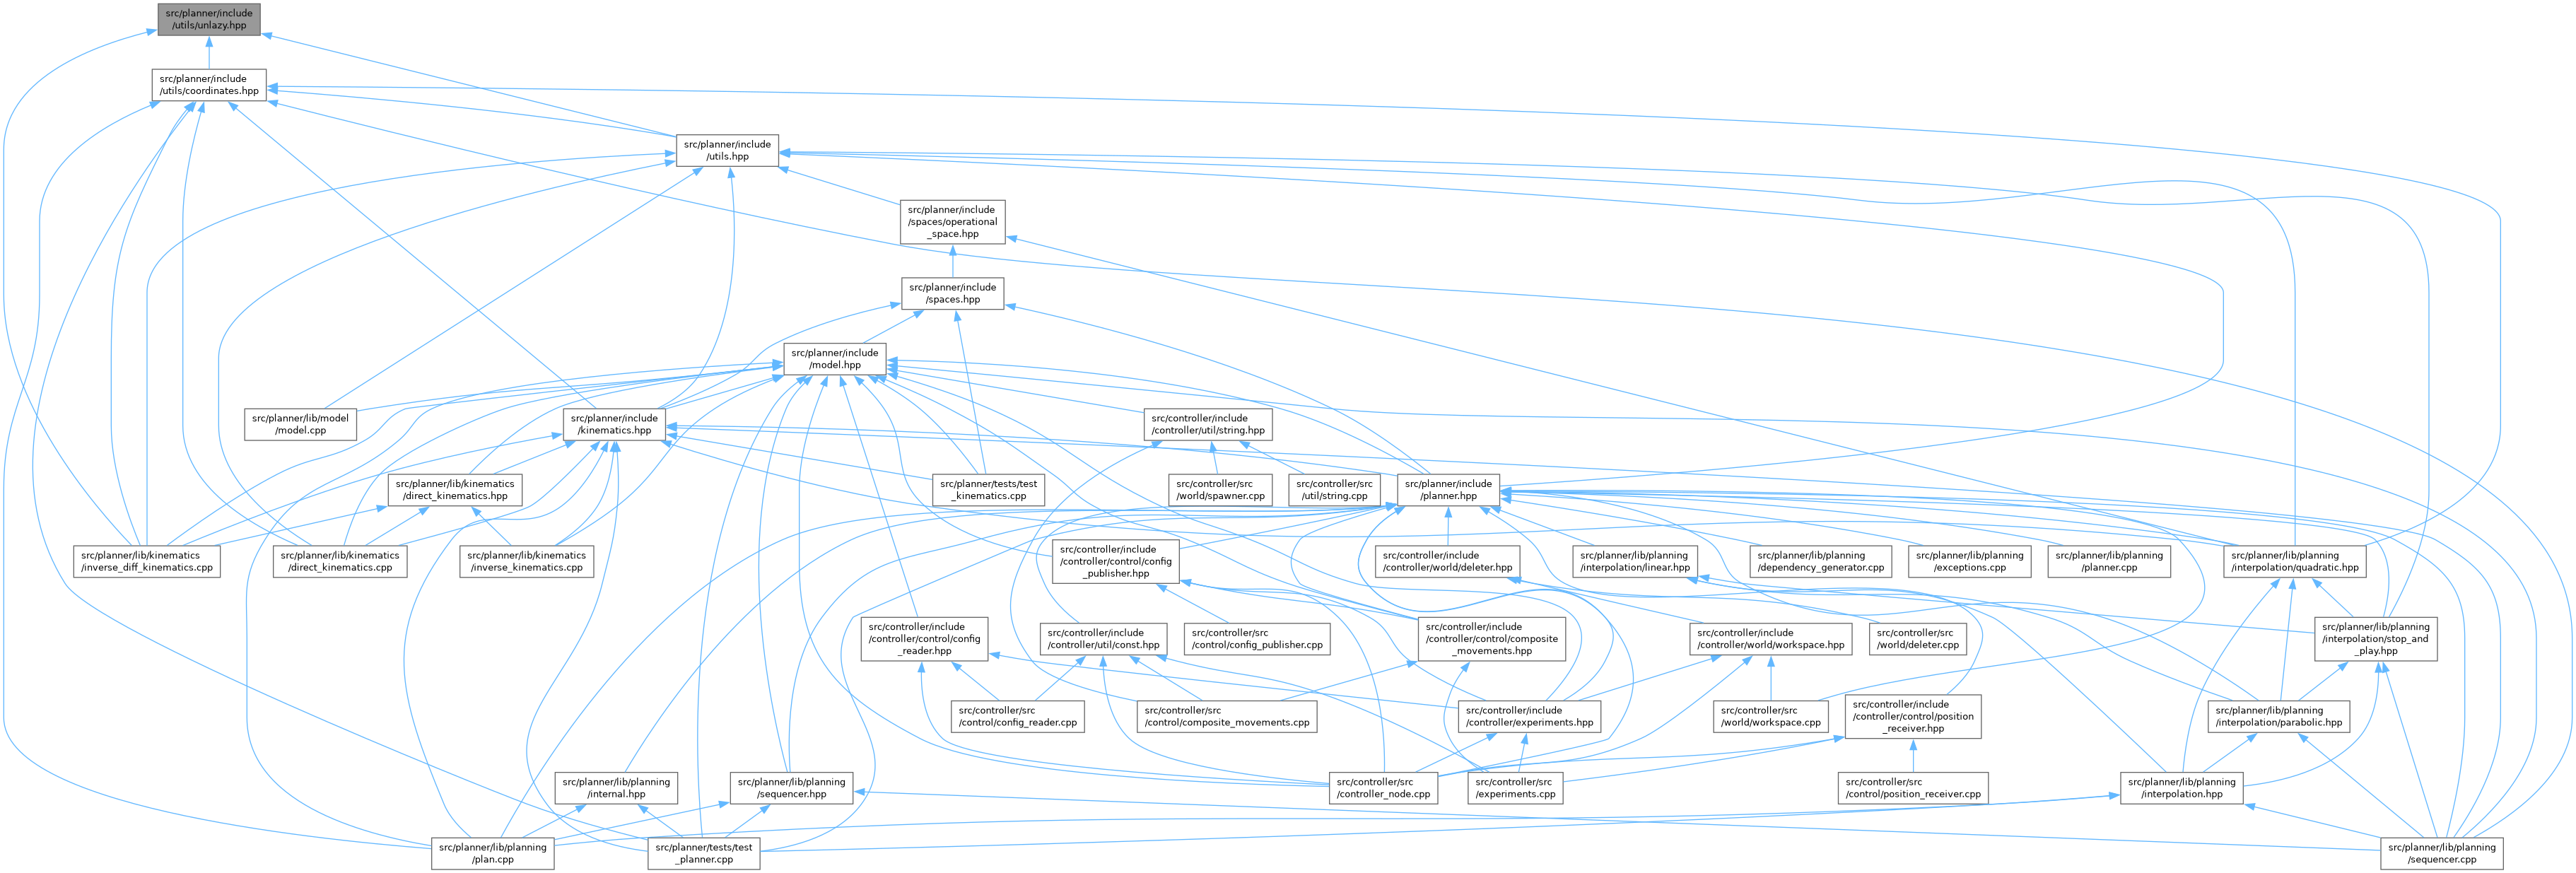 src/planner/include
/utils/unlazy.hpp
src/planner/include
/utils/coordinates.hpp
src/planner/include
/utils.hpp
src/planner/include
/spaces/operational
_space.hpp
src/planner/include
/spaces.hpp
src/planner/include
/model.hpp
src/planner/lib/model
/model.cpp
src/planner/include
/kinematics.hpp
src/controller/include
/controller/util/string.hpp
src/planner/lib/kinematics
/direct_kinematics.hpp
src/planner/tests/test
_kinematics.cpp
src/controller/src
/world/spawner.cpp
src/controller/src
/util/string.cpp
src/planner/include
/planner.hpp
src/planner/lib/kinematics
/inverse_diff_kinematics.cpp
src/planner/lib/kinematics
/direct_kinematics.cpp
src/planner/lib/kinematics
/inverse_kinematics.cpp
src/controller/include
/controller/control/config
_publisher.hpp
src/controller/include
/controller/world/deleter.hpp
src/planner/lib/planning
/interpolation/linear.hpp
src/planner/lib/planning
/dependency_generator.cpp
src/planner/lib/planning
/exceptions.cpp
src/planner/lib/planning
/planner.cpp
src/planner/lib/planning
/interpolation/quadratic.hpp
src/controller/include
/controller/control/config
_reader.hpp
src/controller/include
/controller/util/const.hpp
src/controller/src
/control/config_publisher.cpp
src/controller/include
/controller/control/composite
_movements.hpp
src/controller/include
/controller/world/workspace.hpp
src/controller/src
/world/deleter.cpp
src/planner/lib/planning
/interpolation/stop_and
_play.hpp
src/controller/src
/control/config_reader.cpp
src/controller/src
/control/composite_movements.cpp
src/controller/include
/controller/experiments.hpp
src/controller/src
/world/workspace.cpp
src/controller/include
/controller/control/position
_receiver.hpp
src/planner/lib/planning
/interpolation/parabolic.hpp
src/planner/lib/planning
/internal.hpp
src/planner/lib/planning
/sequencer.hpp
src/controller/src
/controller_node.cpp
src/controller/src
/experiments.cpp
src/controller/src
/control/position_receiver.cpp
src/planner/lib/planning
/interpolation.hpp
src/planner/lib/planning
/plan.cpp
src/planner/tests/test
_planner.cpp
src/planner/lib/planning
/sequencer.cpp